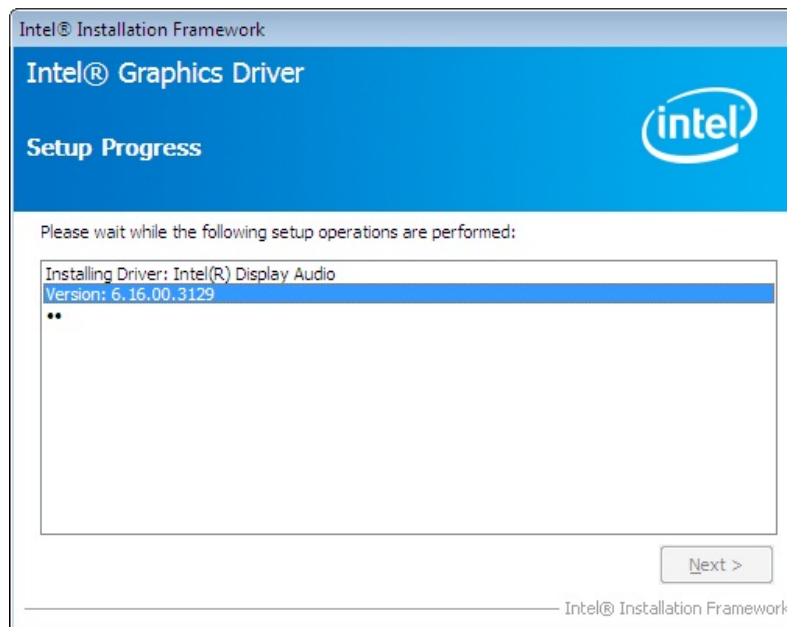 Intel® Installation Framework
Intel® Graphics Driver
intel®
Setup Progress
Please wait while the following setup operations are performed:
Installing Driver: Intel(R) Display Audio
Version: 6.16.00.3129
••
Next >
Intel® Installation Framework